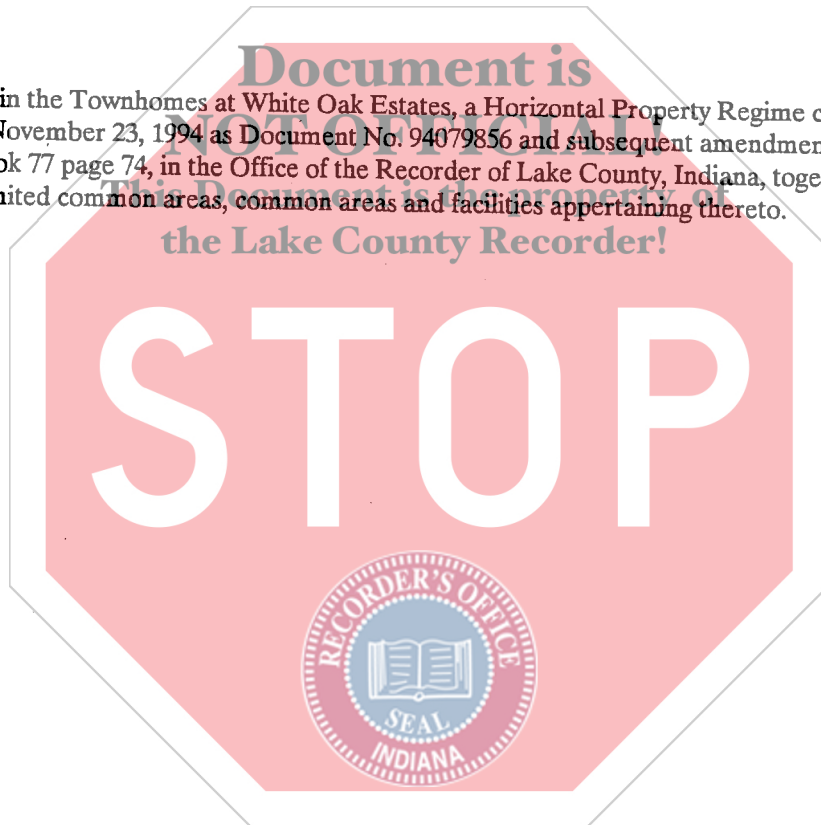 Document is
in the Townhomes at White Oak Estates, a Horizontal Property Regime c
November 23, 1994 as Document No. 94079856 and subsequent amendmen
NOT OFFICIAL!
ok 77 page 74, in the Office of the Recorder of Lake County, Indiana, toge
This Document is the property of
nited common areas, common areas and facilities appertaining thereto.
the Lake County Recorder!
STOP
RECORDER'S OFFICE
SEAL
INDIANA